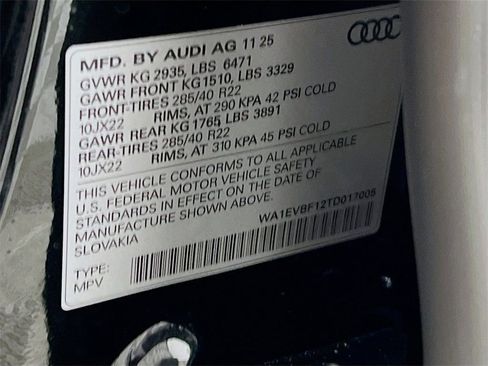 MFD. BY AUDI AG 11 25
GVWR KG 2935, LBS 6471
GAWR FRONT KG1510, LBS 3329
FRONT-TIRES 285/40 R22
10JX22 RIMS, AT 290 KPA 42 PSI COLD
GAWR REAR KG 1765 LBS 3891
REAR-TIRES 285/40 R22
10JX22 RIMS, AT 310 KPA 45 PSI COLD
THIS VEHICLE CONFORMS TO ALL APPLICABLE
U.S. FEDERAL MOTOR VEHICLE SAFETY
STANDARDS IN EFFECT ON THE DATE OF
MANUFACTURE SHOWN ABOVE.
SLOVAKIA WA1EVBF12TD017005
TYPE:
MPV